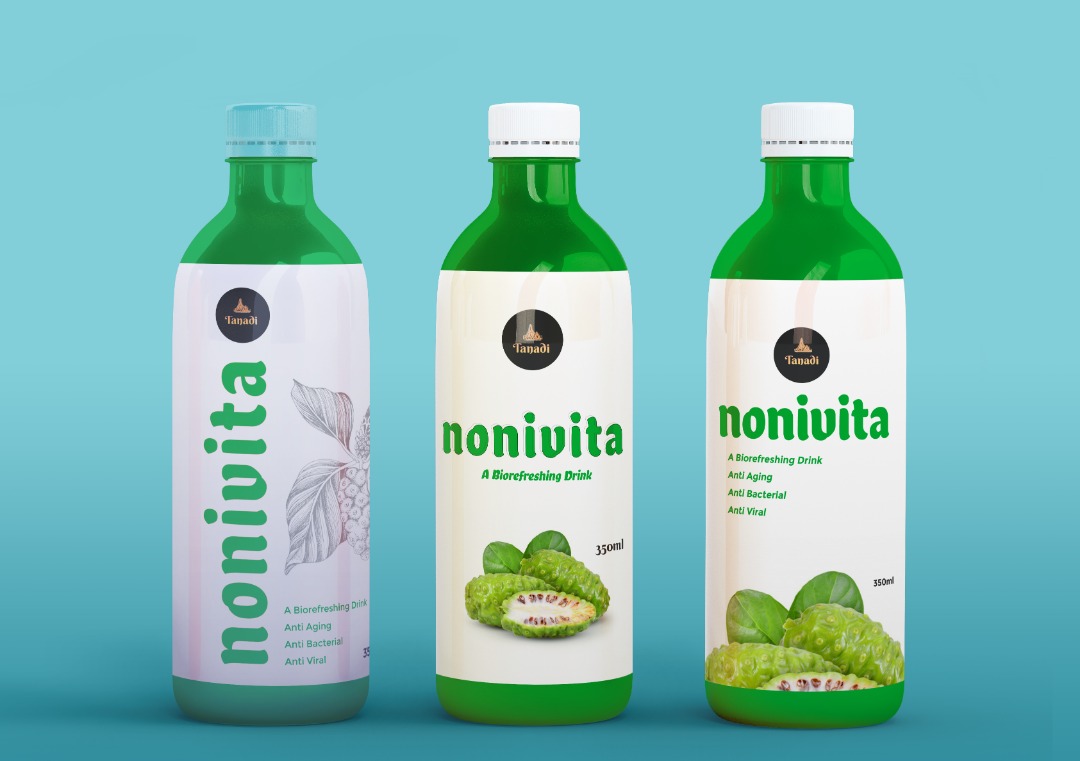 Tanadi
nonivita
A Biorefreshing Drink
Anti Aging
Anti Bacterial
Anti Viral
35
Tanadi
nonivita
A Biorefreshing Drink
350ml
Tanadi
nonivita
A Biorefreshing Drink
Anti Aging
Anti Bacterial
Anti Viral
350ml